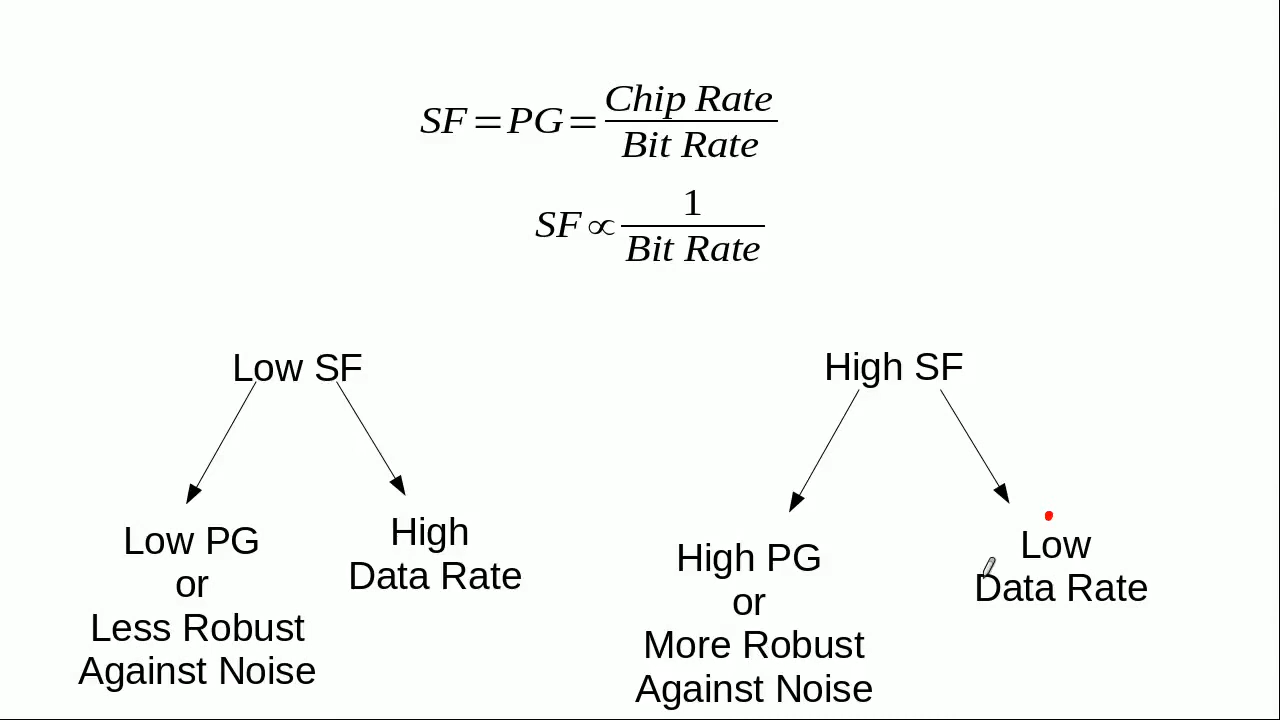 SF = PG = Chip Rate / Bit Rate
SF ∝ 1 / Bit Rate
Low SF
Low PG
or
Less Robust
Against Noise
High
Data Rate
High SF
High PG
or
More Robust
Against Noise
Low
Data Rate